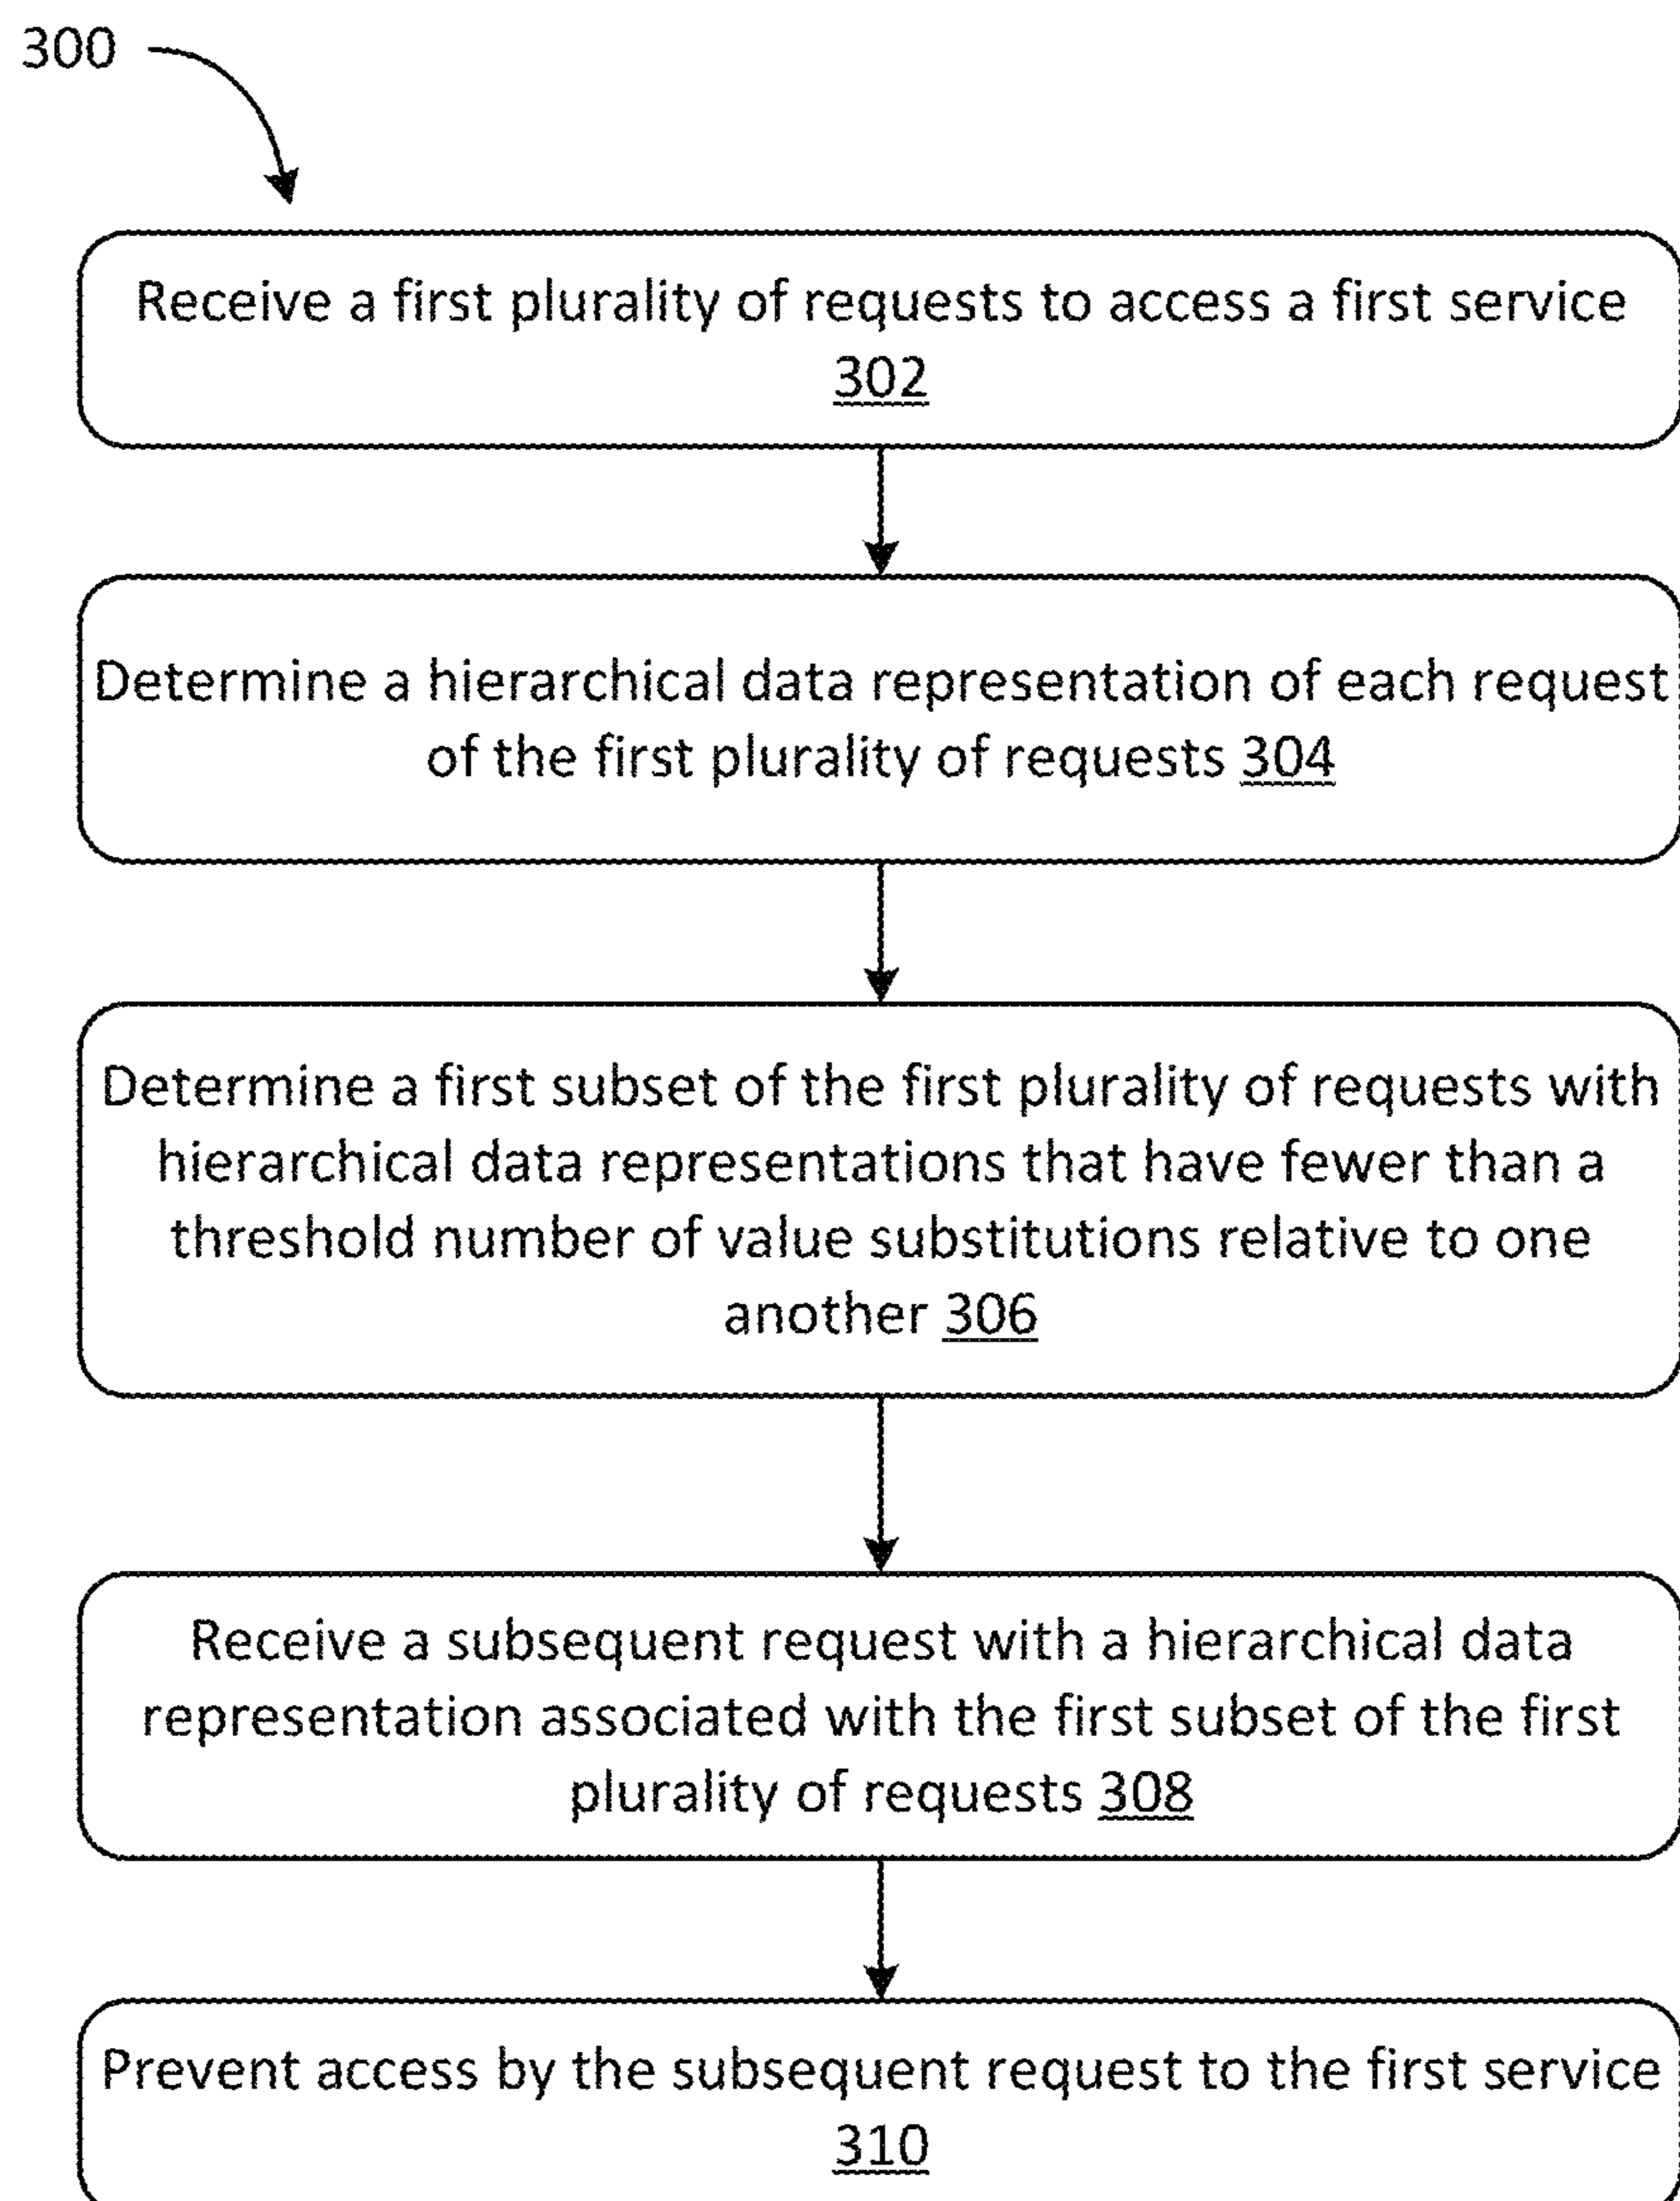 300
Receive a first plurality of requests to access a first service
302
Determine a hierarchical data representation of each request
of the first plurality of requests 304
Determine a first subset of the first plurality of requests with
hierarchical data representations that have fewer than a
threshold number of value substitutions relative to one
another 306
Receive a subsequent request with a hierarchical data
representation associated with the first subset of the first
plurality of requests 308
Prevent access by the subsequent request to the first service
310